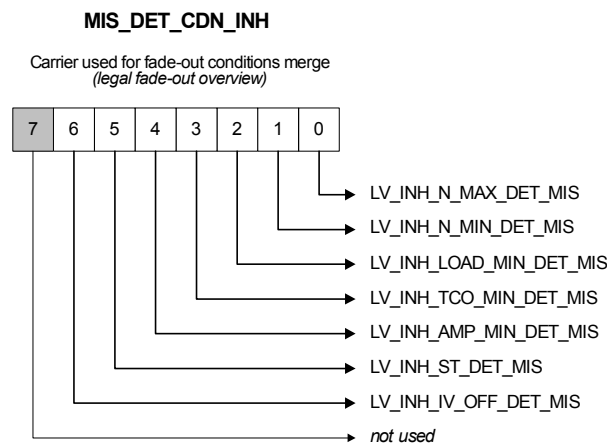 MIS_DET_CDN_INH
Carrier used for fade-out conditions merge
(legal fade-out overview)
7 6 5 4 3 2 1 0
LV_INH_N_MAX_DET_MIS
LV_INH_N_MIN_DET_MIS
LV_INH_LOAD_MIN_DET_MIS
LV_INH_TCO_MIN_DET_MIS
LV_INH_AMP_MIN_DET_MIS
LV_INH_ST_DET_MIS
LV_INH_IV_OFF_DET_MIS
not used